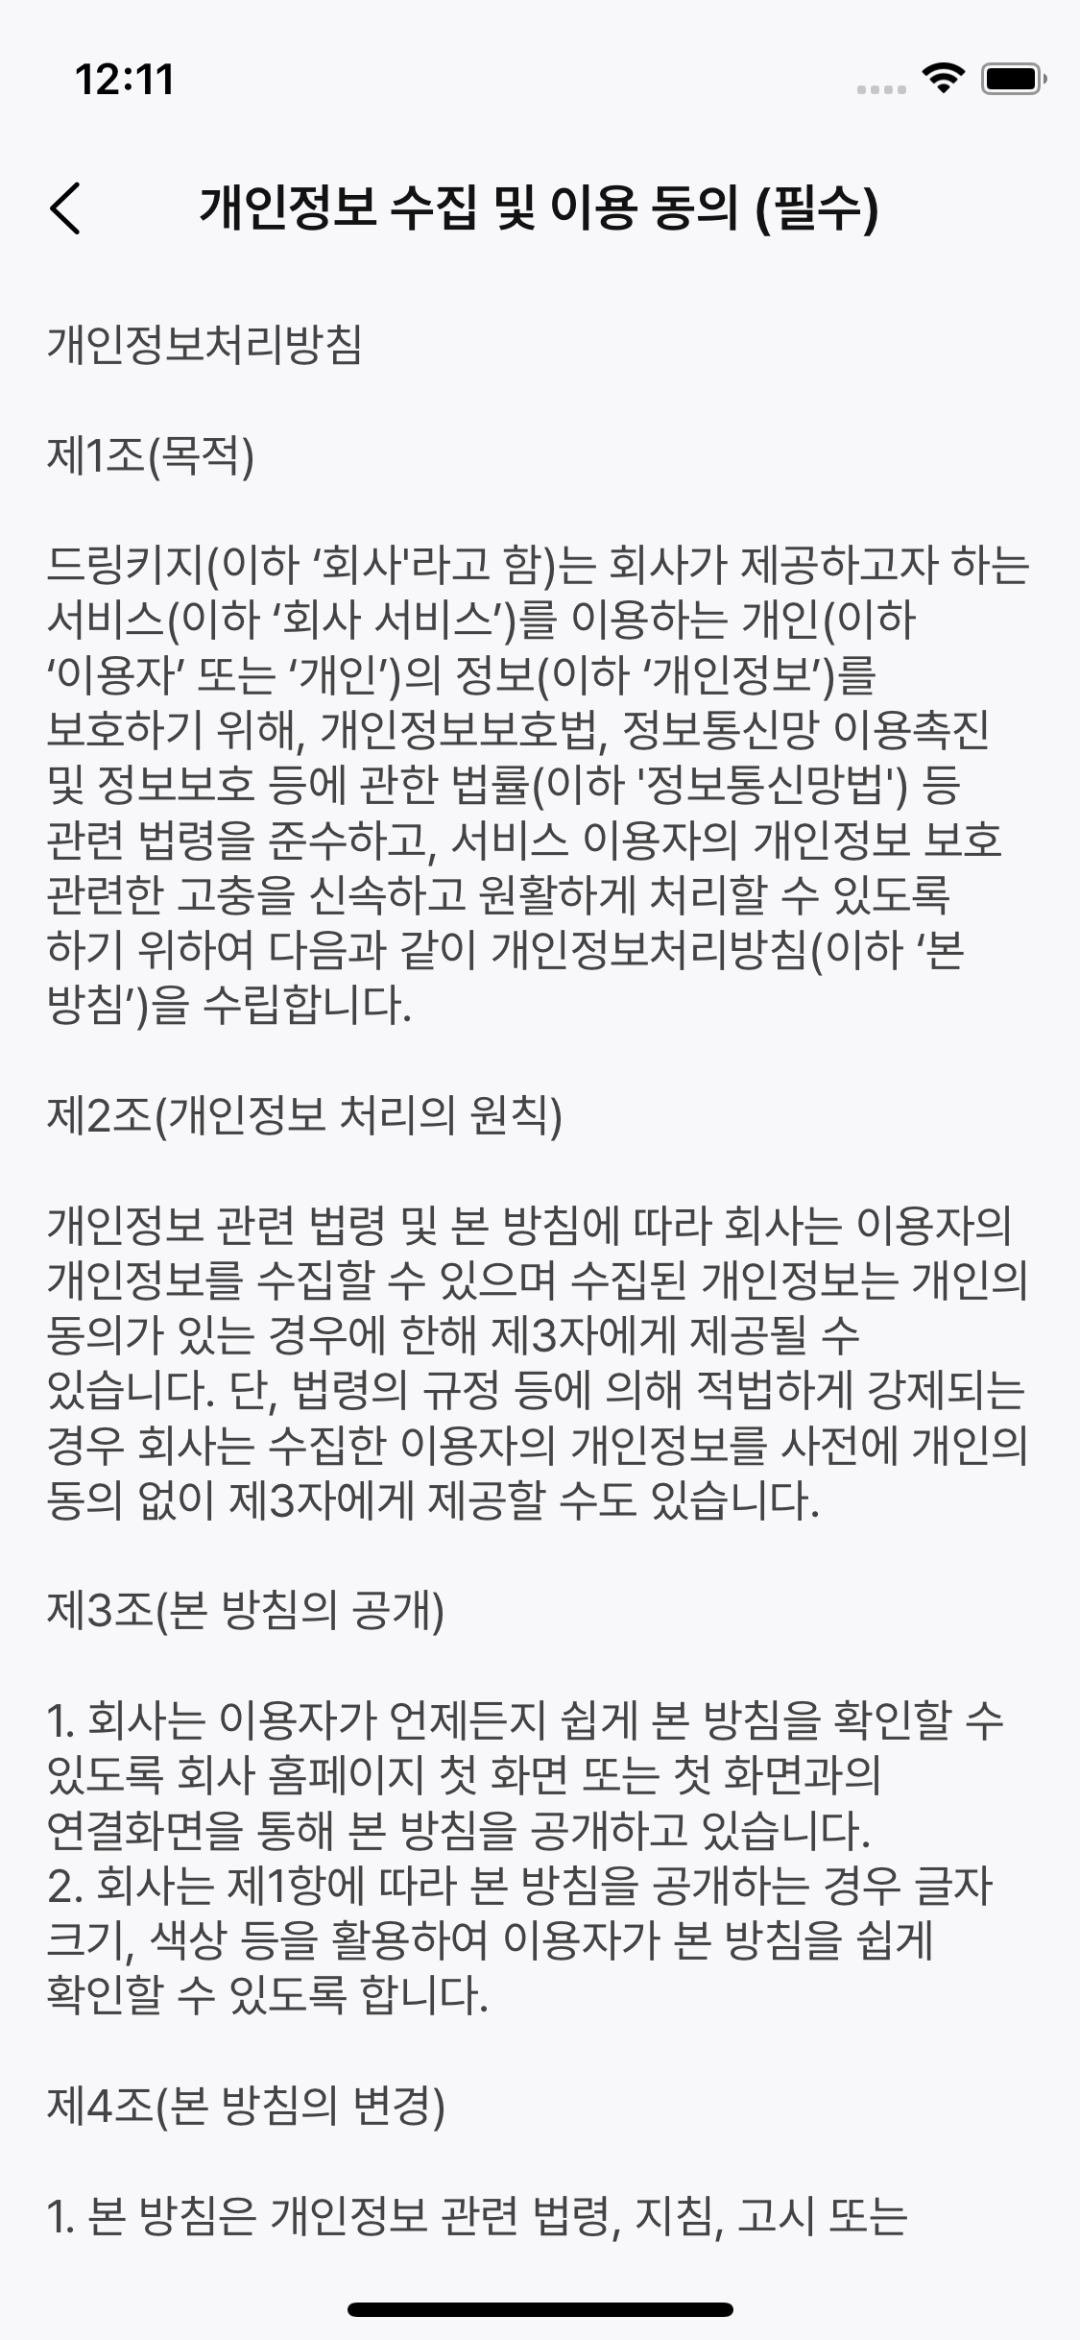 12:11
개인정보 수집 및 이용 동의 (필수)
개인정보처리방침
제1조(목적)
드링키지(이하 ‘회사'라고 함)는 회사가 제공하고자 하는
서비스(이하 ‘회사 서비스’)를 이용하는 개인(이하
‘이용자’ 또는 ‘개인’)의 정보(이하 ‘개인정보’)를
보호하기 위해, 개인정보보호법, 정보통신망 이용촉진
및 정보보호 등에 관한 법률(이하 '정보통신망법') 등
관련 법령을 준수하고, 서비스 이용자의 개인정보 보호
관련한 고충을 신속하고 원활하게 처리할 수 있도록
하기 위하여 다음과 같이 개인정보처리방침(이하 ‘본
방침’)을 수립합니다.
제2조(개인정보 처리의 원칙)
개인정보 관련 법령 및 본 방침에 따라 회사는 이용자의
개인정보를 수집할 수 있으며 수집된 개인정보는 개인의
동의가 있는 경우에 한해 제3자에게 제공될 수
있습니다. 단, 법령의 규정 등에 의해 적법하게 강제되는
경우 회사는 수집한 이용자의 개인정보를 사전에 개인의
동의 없이 제3자에게 제공할 수도 있습니다.
제3조(본 방침의 공개)
1. 회사는 이용자가 언제든지 쉽게 본 방침을 확인할 수
있도록 회사 홈페이지 첫 화면 또는 첫 화면과의
연결화면을 통해 본 방침을 공개하고 있습니다.
2. 회사는 제1항에 따라 본 방침을 공개하는 경우 글자
크기, 색상 등을 활용하여 이용자가 본 방침을 쉽게
확인할 수 있도록 합니다.
제4조(본 방침의 변경)
1. 본 방침은 개인정보 관련 법령, 지침, 고시 또는